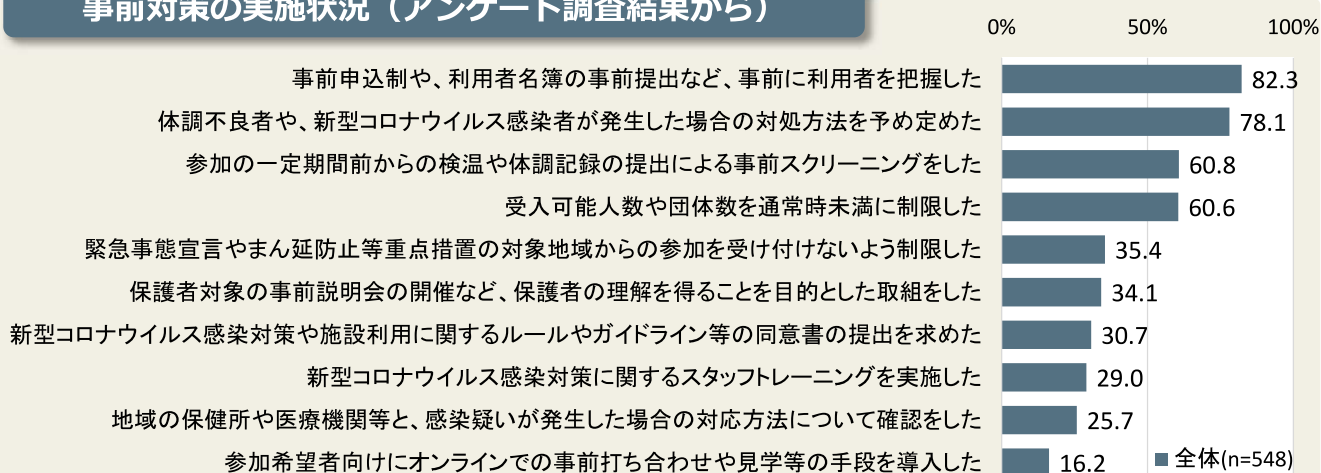 事前対策の実施状況（アンケート調査結果から）
0% 50% 100%
事前申込制や、利用者名簿の事前提出など、事前に利用者を把握した 82.3
体調不良者や、新型コロナウイルス感染者が発生した場合の対処方法を予め定めた 78.1
参加の一定期間前からの検温や体調記録の提出による事前スクリーニングをした 60.8
受入可能人数や団体数を通常時未満に制限した 60.6
緊急事態宣言やまん延防止等重点措置の対象地域からの参加を受け付けないよう制限した 35.4
保護者対象の事前説明会の開催など、保護者の理解を得ることを目的とした取組をした 34.1
新型コロナウイルス感染対策や施設利用に関するルールやガイドライン等の同意書の提出を求めた 30.7
新型コロナウイルス感染対策に関するスタッフトレーニングを実施した 29.0
地域の保健所や医療機関等と、感染疑いが発生した場合の対応方法について確認をした 25.7
参加希望者向けにオンラインでの事前打ち合わせや見学等の手段を導入した 16.2
全体(n=548)